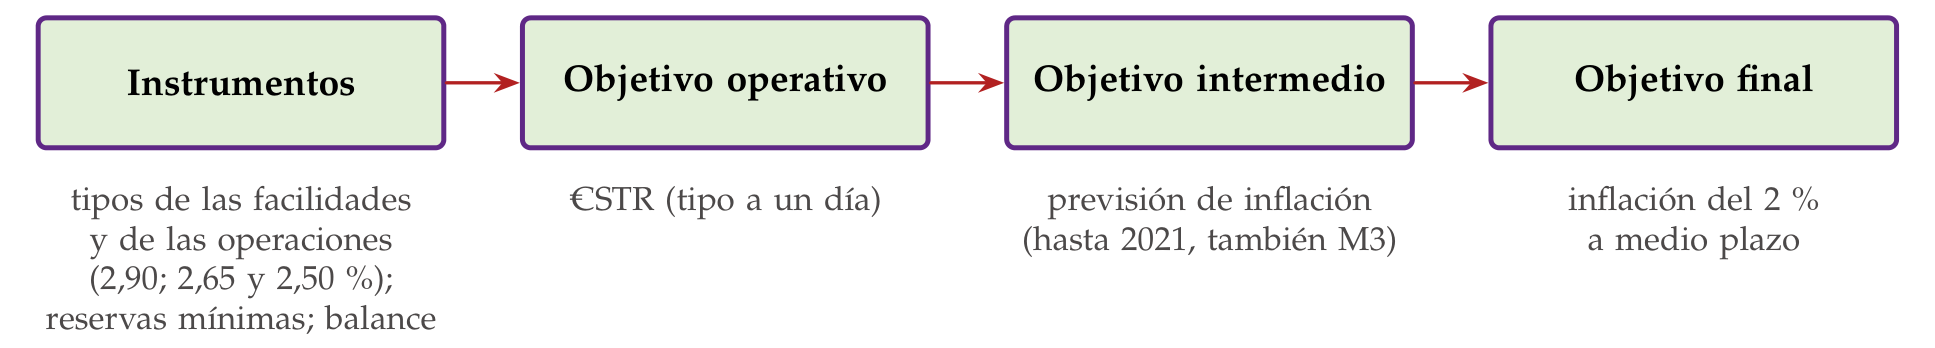 Instrumentos
tipos de las facilidades
y de las operaciones
(2,90; 2,65 y 2,50 %);
reservas mínimas; balance
Objetivo operativo
€STR (tipo a un día)
Objetivo intermedio
previsión de inflación
(hasta 2021, también M3)
Objetivo final
inflación del 2 %
a medio plazo